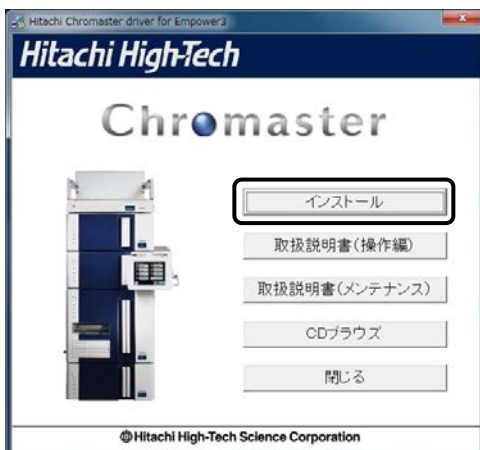 Hitachi Chromaster driver for Empower3
Hitachi High-Tech
Chromaster
インストール
取扱説明書(操作編)
取扱説明書(メンテナンス)
CDブラウズ
閉じる
Hitachi High-Tech Science Corporation